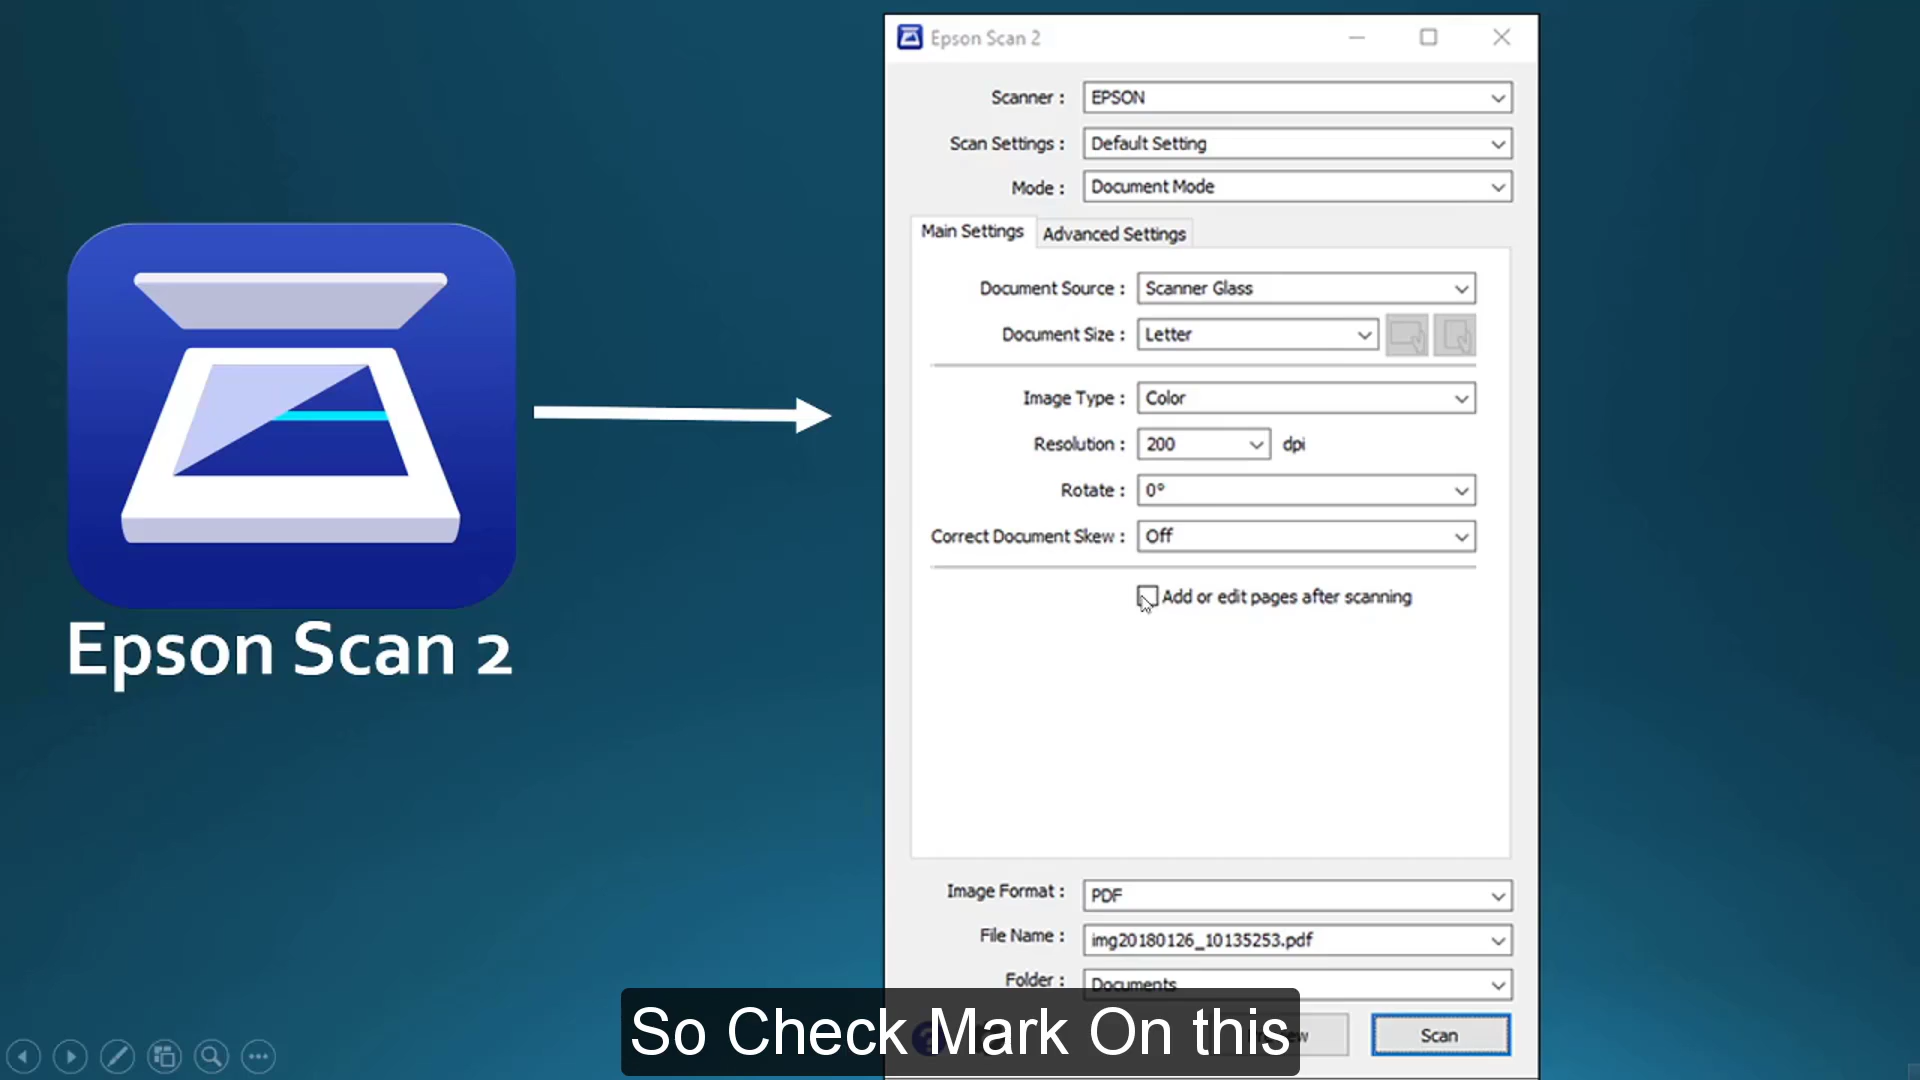 Epson Scan 2
Scanner : EPSON
Scan Settings : Default Setting
Mode : Document Mode
Main Settings Advanced Settings
Document Source : Scanner Glass
Document Size : Letter
Image Type : Color
Resolution : 200 dpi
Rotate : 0°
Correct Document Skew : Off
Add or edit pages after scanning
Epson Scan 2
Image Format : PDF
File Name : img20180126_10135253.pdf
Folder : Documents
Scan
So Check Mark On this